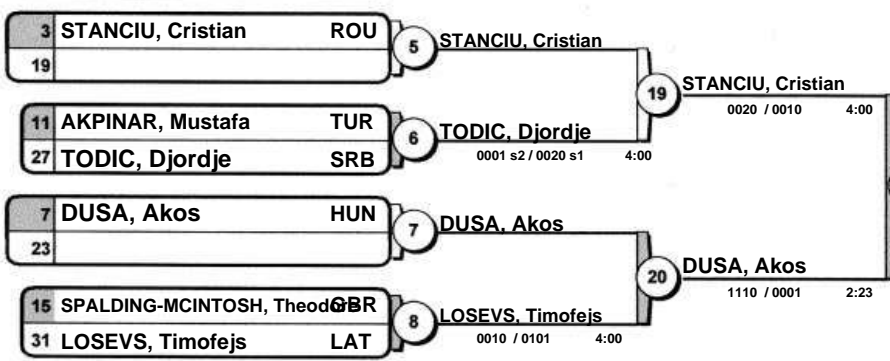 3 STANCIU, Cristian ROU
19
5 STANCIU, Cristian
11 AKPINAR, Mustafa TUR
27 TODIC, Djordje SRB
6 TODIC, Djordje
0001 s2 / 0020 s1 4:00
19 STANCIU, Cristian
0020 / 0010 4:00
7 DUSA, Akos HUN
23
7 DUSA, Akos
15 SPALDING-MCINTOSH, Theodore GBR
31 LOSEVS, Timofejs LAT
8 LOSEVS, Timofejs
0010 / 0101 4:00
20 DUSA, Akos
1110 / 0001 2:23